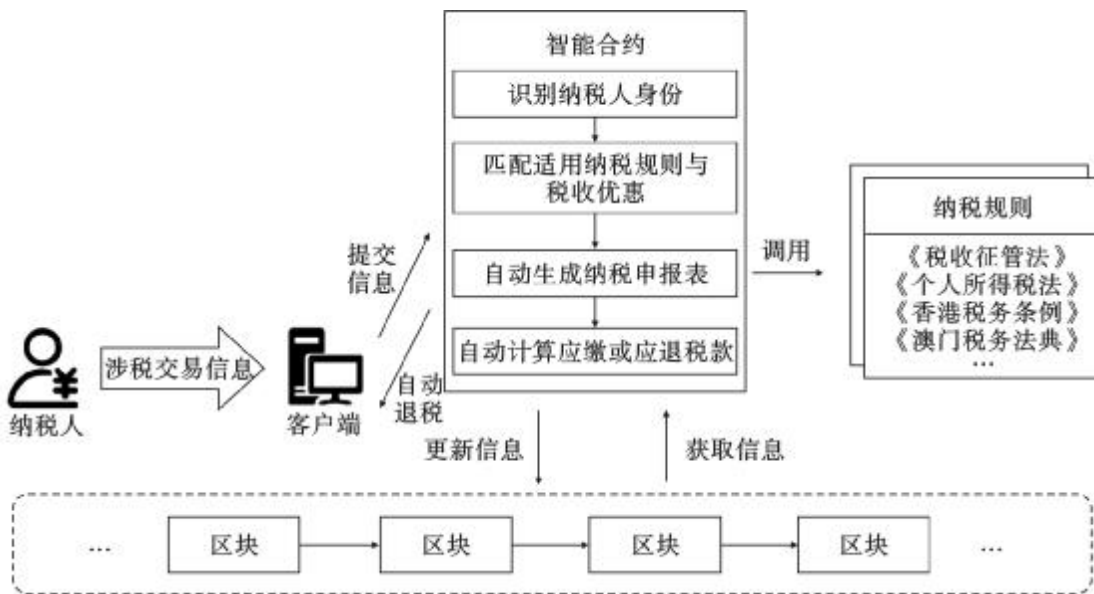 智能合约
识别纳税人身份
匹配适用纳税规则与
税收优惠
自动生成纳税申报表
自动计算应缴或应退税款
提交
信息
自动
退税
调用
纳税规则
《税收征管法》
《个人所得税法》
《香港税务条例》
《澳门税务法典》
…
涉税交易信息
纳税人
客户端
更新信息
获取信息
…
区块
区块
区块
区块
…